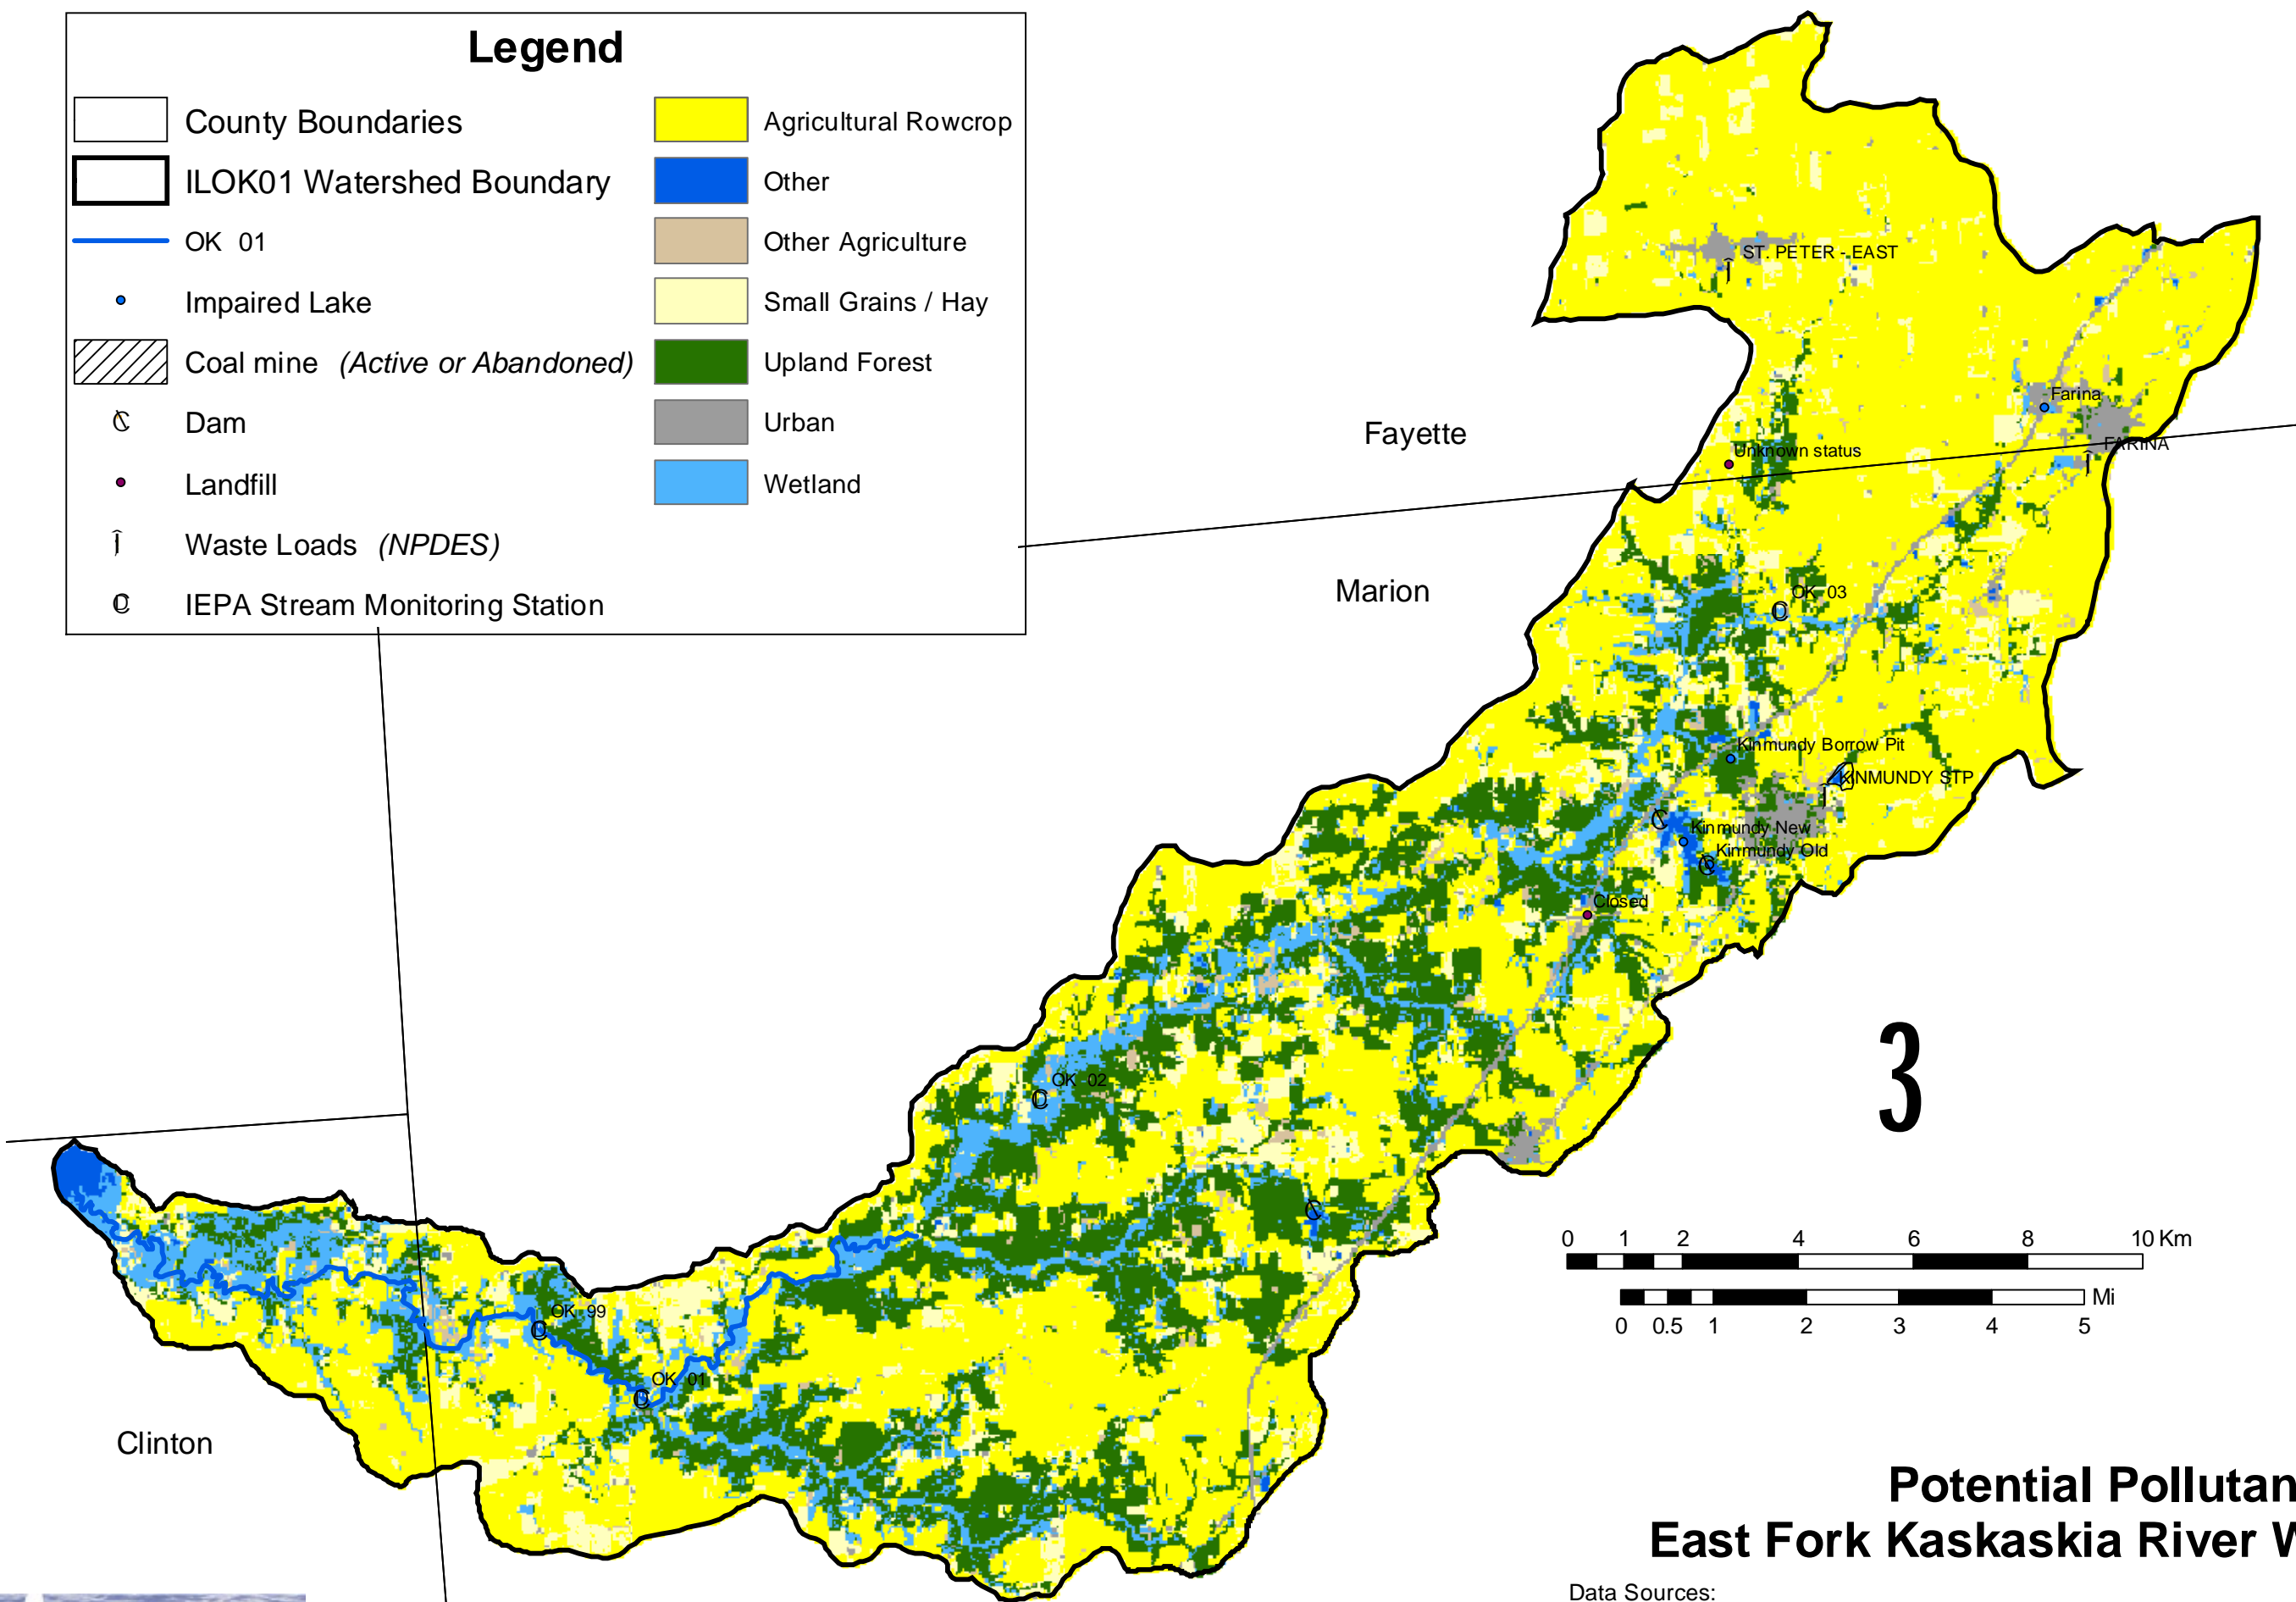 Legend
County Boundaries
ILOK01 Watershed Boundary
OK 01
Impaired Lake
Coal mine (Active or Abandoned)
Dam
Landfill
Waste Loads (NPDES)
IEPA Stream Monitoring Station
Agricultural Rowcrop
Other
Other Agriculture
Small Grains / Hay
Upland Forest
Urban
Wetland
ST. PETER - EAST
Farina
FARINA
Fayette
Unknown status
Marion
OK 03
Kinmundy Borrow Pit
KINMUNDY STP
Kinmundy New
Kinmundy Old
Closed
OK 02
3
OK 99
OK 01
Clinton
0 1 2 4 6 8 10 Km
Mi
0 0.5 1 2 3 4 5
Potential Pollutan
East Fork Kaskaskia River W
Data Sources: